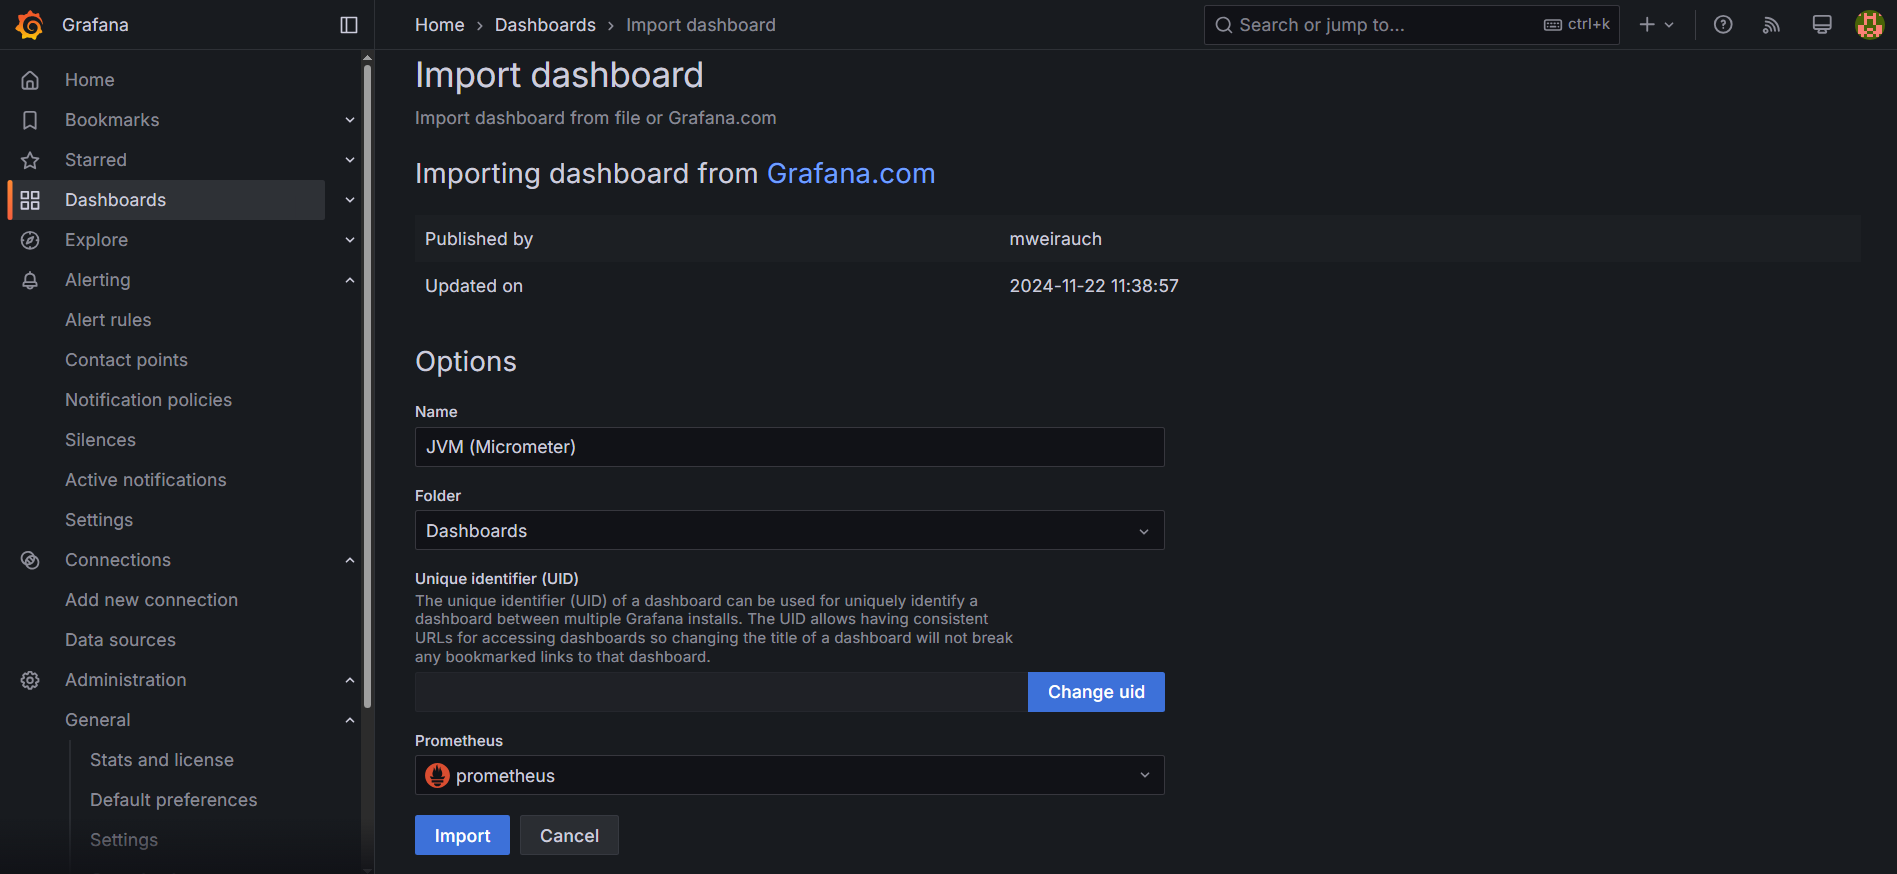 Grafana
Home › Dashboards › Import dashboard
Search or jump to...
ctrl+k
Home
Bookmarks
Starred
Dashboards
Explore
Alerting
Alert rules
Contact points
Notification policies
Silences
Active notifications
Settings
Connections
Add new connection
Data sources
Administration
General
Stats and license
Default preferences
Settings
Import dashboard
Import dashboard from file or Grafana.com
Importing dashboard from Grafana.com
Published by
mweirauch
Updated on
2024-11-22 11:38:57
Options
Name
JVM (Micrometer)
Folder
Dashboards
Unique identifier (UID)
The unique identifier (UID) of a dashboard can be used for uniquely identify a
dashboard between multiple Grafana installs. The UID allows having consistent
URLs for accessing dashboards so changing the title of a dashboard will not break
any bookmarked links to that dashboard.
Change uid
Prometheus
prometheus
Import
Cancel